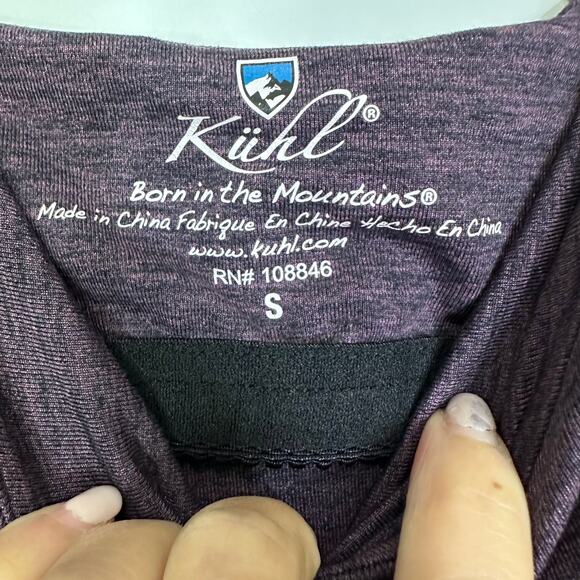 Kühl®
Born in the Mountains®
Made in China Fabrique En Chine Hecho En China
www.kuhl.com
RN# 108846
S